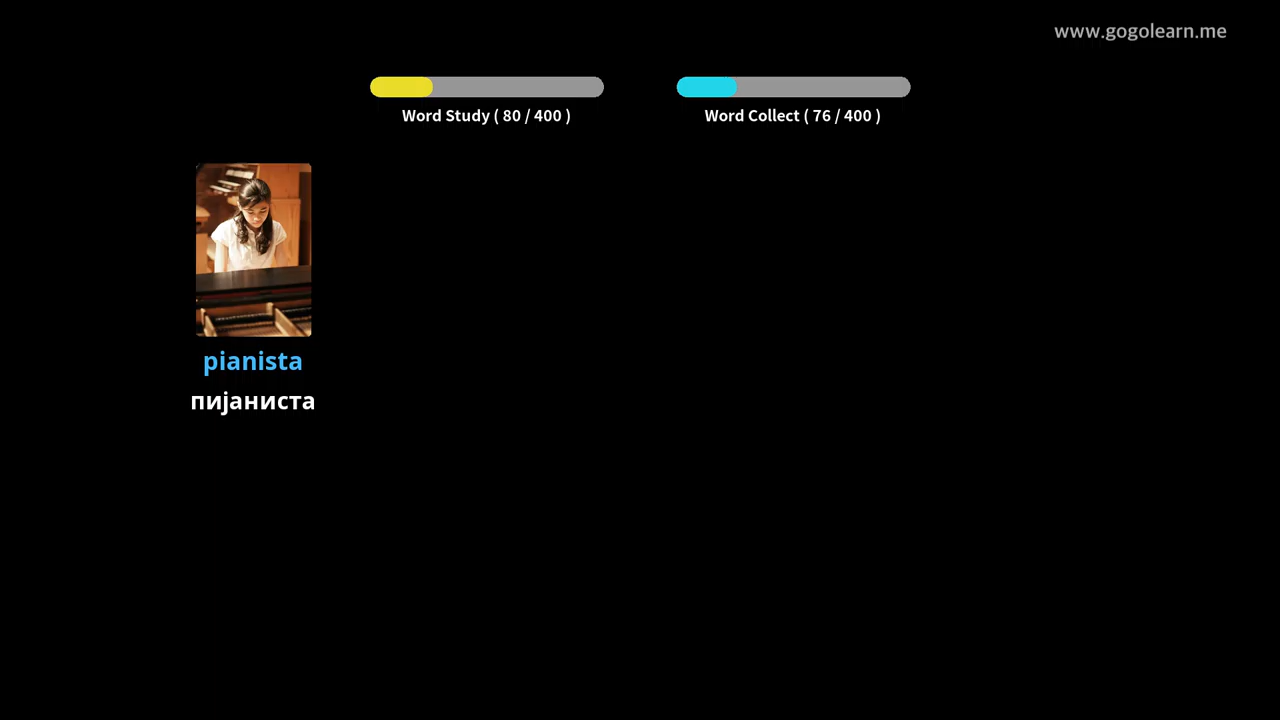 www.gogolearn.me
Word Study ( 80 / 400 )
Word Collect ( 76 / 400 )
pianista
пијаниста